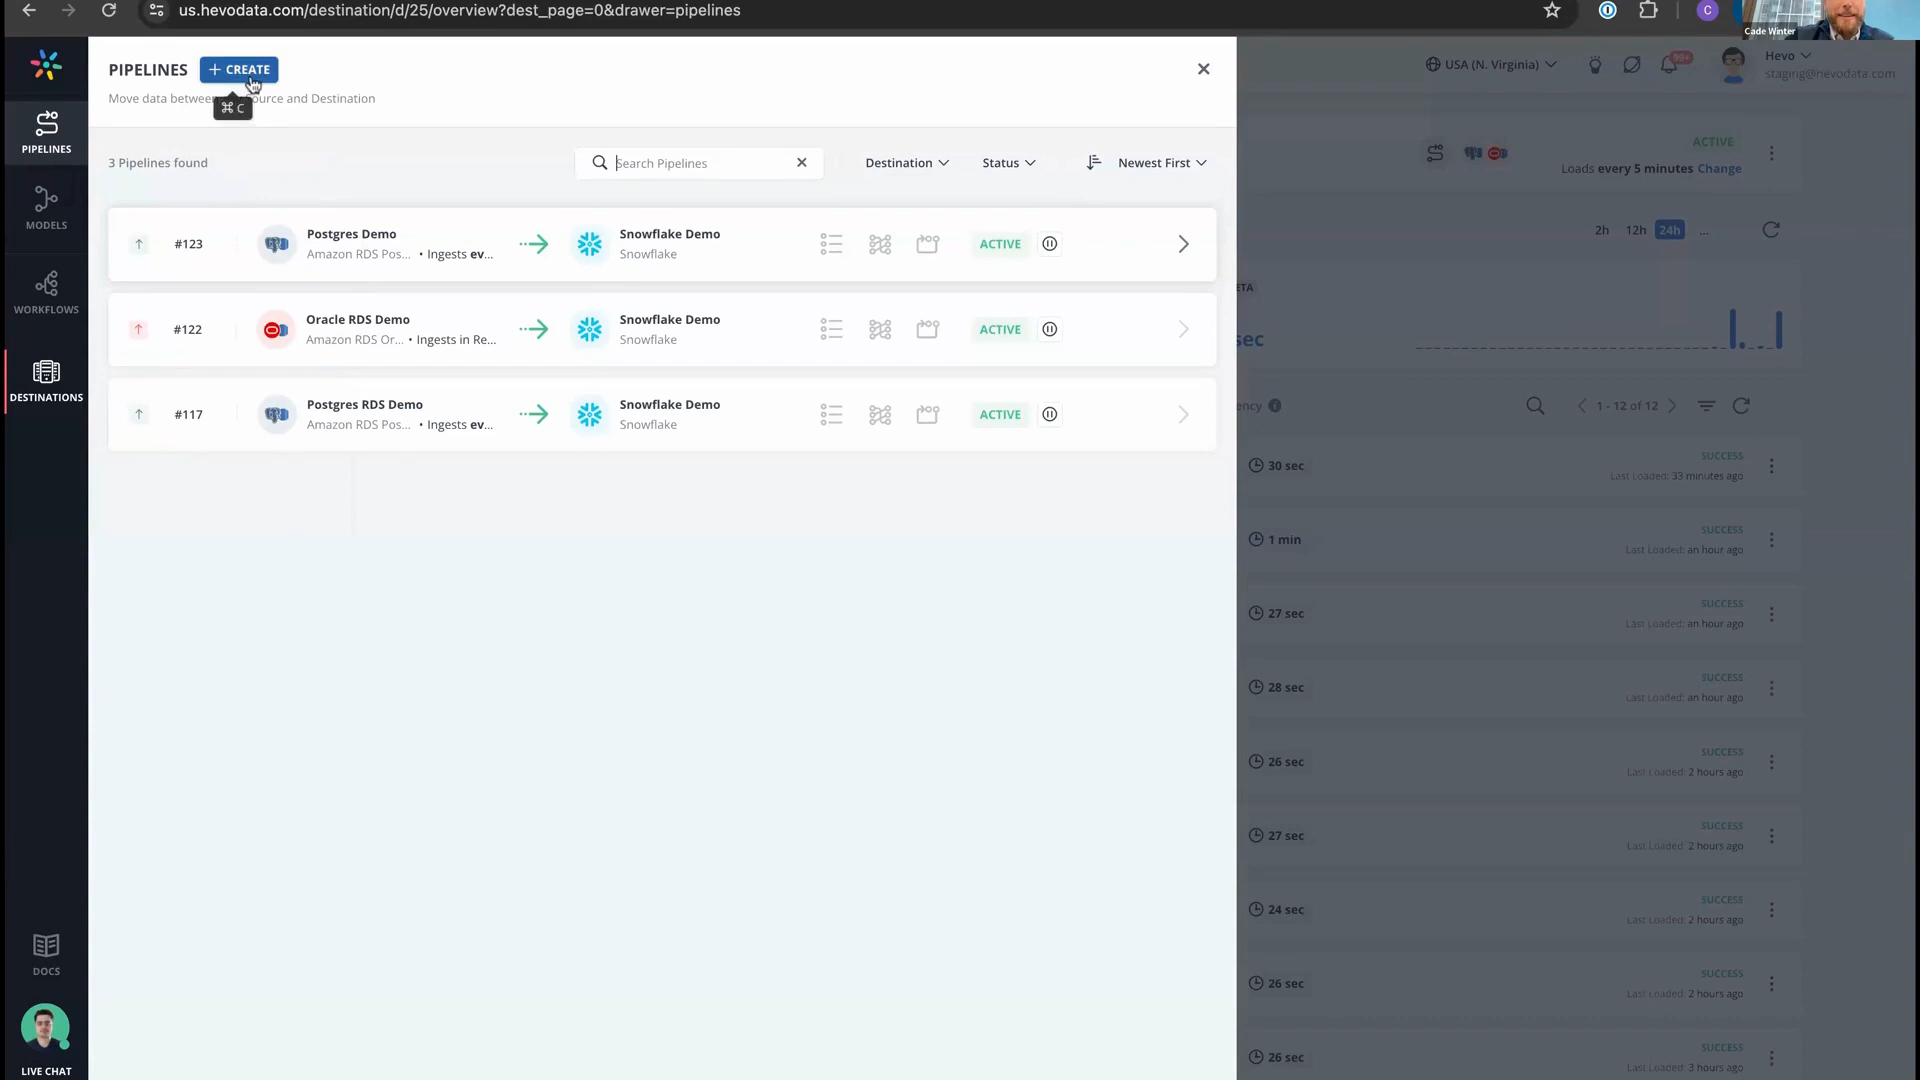 us.hevodata.com/destination/d/25/overview?dest_page=0&drawer=pipelines
C
Cade Winter
PIPELINES
+ CREATE
Move data between
ource and Destination
⌘ C
USA (N. Virginia)
99+
Hevo
staging@hevodata.com
PIPELINES
MODELS
WORKFLOWS
DESTINATIONS
DOCS
LIVE CHAT
3 Pipelines found
Search Pipelines
Destination
Status
Newest First
#123
Postgres Demo
Amazon RDS Pos... • Ingests ev...
Snowflake Demo
Snowflake
ACTIVE
#122
Oracle RDS Demo
Amazon RDS Or... • Ingests in Re...
Snowflake Demo
Snowflake
ACTIVE
#117
Postgres RDS Demo
Amazon RDS Pos... • Ingests ev...
Snowflake Demo
Snowflake
ACTIVE
ACTIVE
Loads every 5 minutes Change
2h 12h 24h ...
ETA
sec
ency
1 - 12 of 12
30 sec
SUCCESS
Last Loaded: 33 minutes ago
1 min
SUCCESS
Last Loaded: an hour ago
27 sec
SUCCESS
Last Loaded: an hour ago
28 sec
SUCCESS
Last Loaded: an hour ago
26 sec
SUCCESS
Last Loaded: 2 hours ago
27 sec
SUCCESS
Last Loaded: 2 hours ago
24 sec
SUCCESS
Last Loaded: 2 hours ago
26 sec
SUCCESS
Last Loaded: 2 hours ago
26 sec
SUCCESS
Last Loaded: 3 hours ago